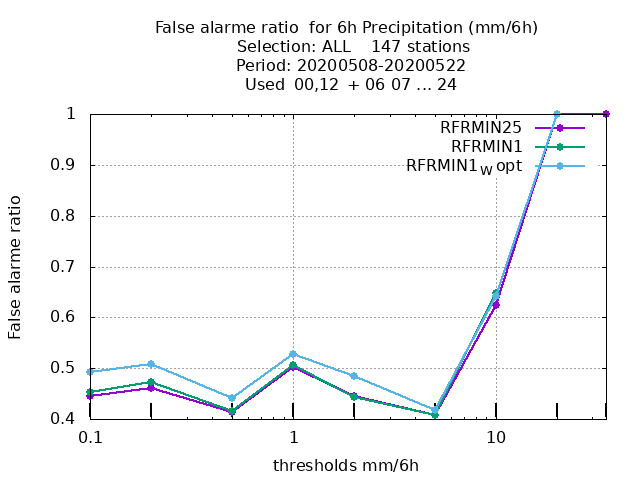 False alarme ratio  for 6h Precipitation (mm/6h)
Selection: ALL    147 stations
Period: 20200508-20200522
Used  00,12  + 06 07 ... 24
1
0.9
0.8
0.7
0.6
0.5
0.4
False alarme ratio
RFRMIN25
RFRMIN1
RFRMIN1W opt
0.1
1
10
thresholds mm/6h